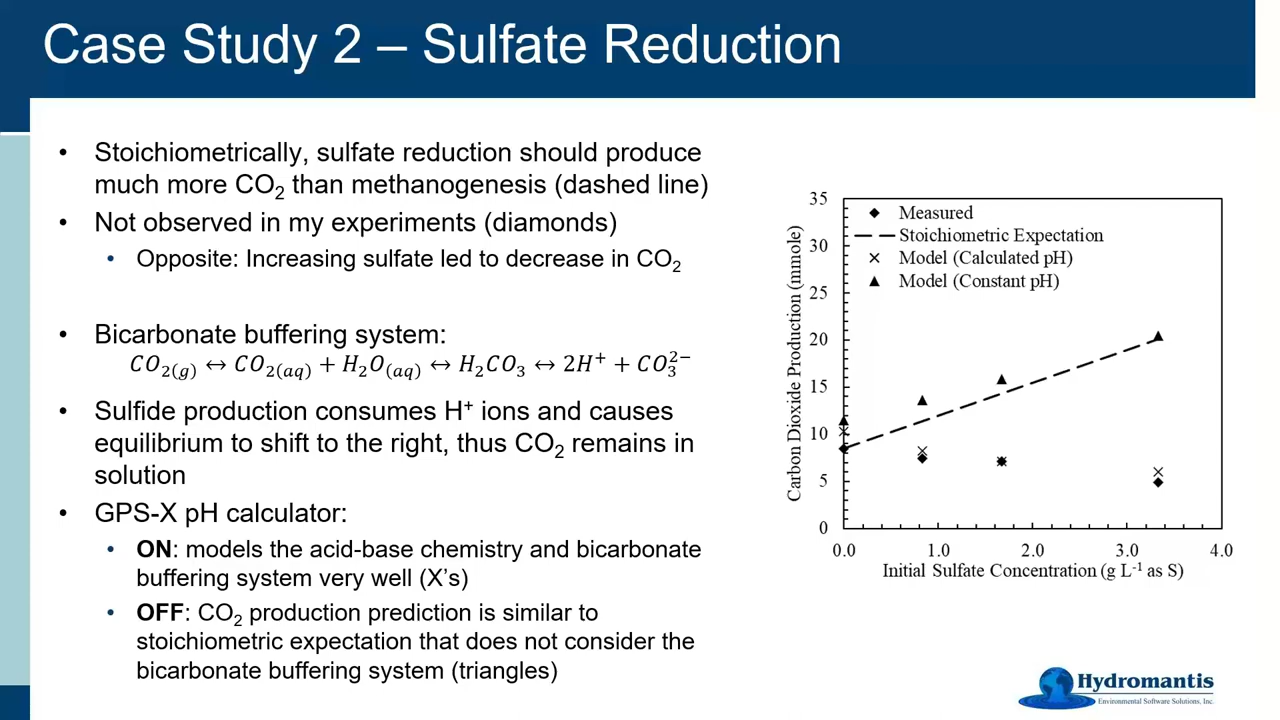 Case Study 2 – Sulfate Reduction
• Stoichiometrically, sulfate reduction should produce
much more CO₂ than methanogenesis (dashed line)
• Not observed in my experiments (diamonds)
• Opposite: Increasing sulfate led to decrease in CO₂
• Bicarbonate buffering system:
CO₂(g) ↔ CO₂(aq) + H₂O(aq) ↔ H₂CO₃ ↔ 2H⁺ + CO₃²⁻
• Sulfide production consumes H⁺ ions and causes
equilibrium to shift to the right, thus CO₂ remains in
solution
• GPS-X pH calculator:
• ON: models the acid-base chemistry and bicarbonate
buffering system very well (X’s)
• OFF: CO₂ production prediction is similar to
stoichiometric expectation that does not consider the
bicarbonate buffering system (triangles)
Carbon Dioxide Production (mmole)
35
30
25
20
15
10
5
0
Measured
Stoichiometric Expectation
Model (Calculated pH)
Model (Constant pH)
0.0 1.0 2.0 3.0 4.0
Initial Sulfate Concentration (g L⁻¹ as S)
Hydromantis
Environmental Software Solutions, Inc.